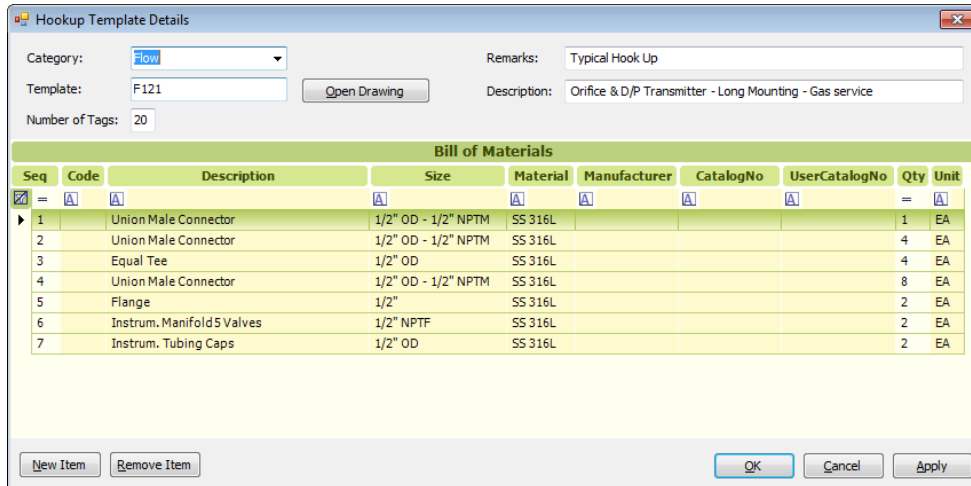 Hookup Template Details
Category: Flow Remarks: Typical Hook Up
Template: F121 Open Drawing Description: Orifice & D/P Transmitter - Long Mounting - Gas service
Number of Tags: 20
Bill of Materials
Seq Code Description Size Material Manufacturer CatalogNo UserCatalogNo Qty Unit
= A A A A A A A = A
1 Union Male Connector 1/2" OD - 1/2" NPTM SS 316L 1 EA
2 Union Male Connector 1/2" OD - 1/2" NPTM SS 316L 4 EA
3 Equal Tee 1/2" OD SS 316L 4 EA
4 Union Male Connector 1/2" OD - 1/2" NPTM SS 316L 8 EA
5 Flange 1/2" SS 316L 2 EA
6 Instrum. Manifold 5 Valves 1/2" NPTF SS 316L 2 EA
7 Instrum. Tubing Caps 1/2" OD SS 316L 2 EA
New Item Remove Item OK Cancel Apply